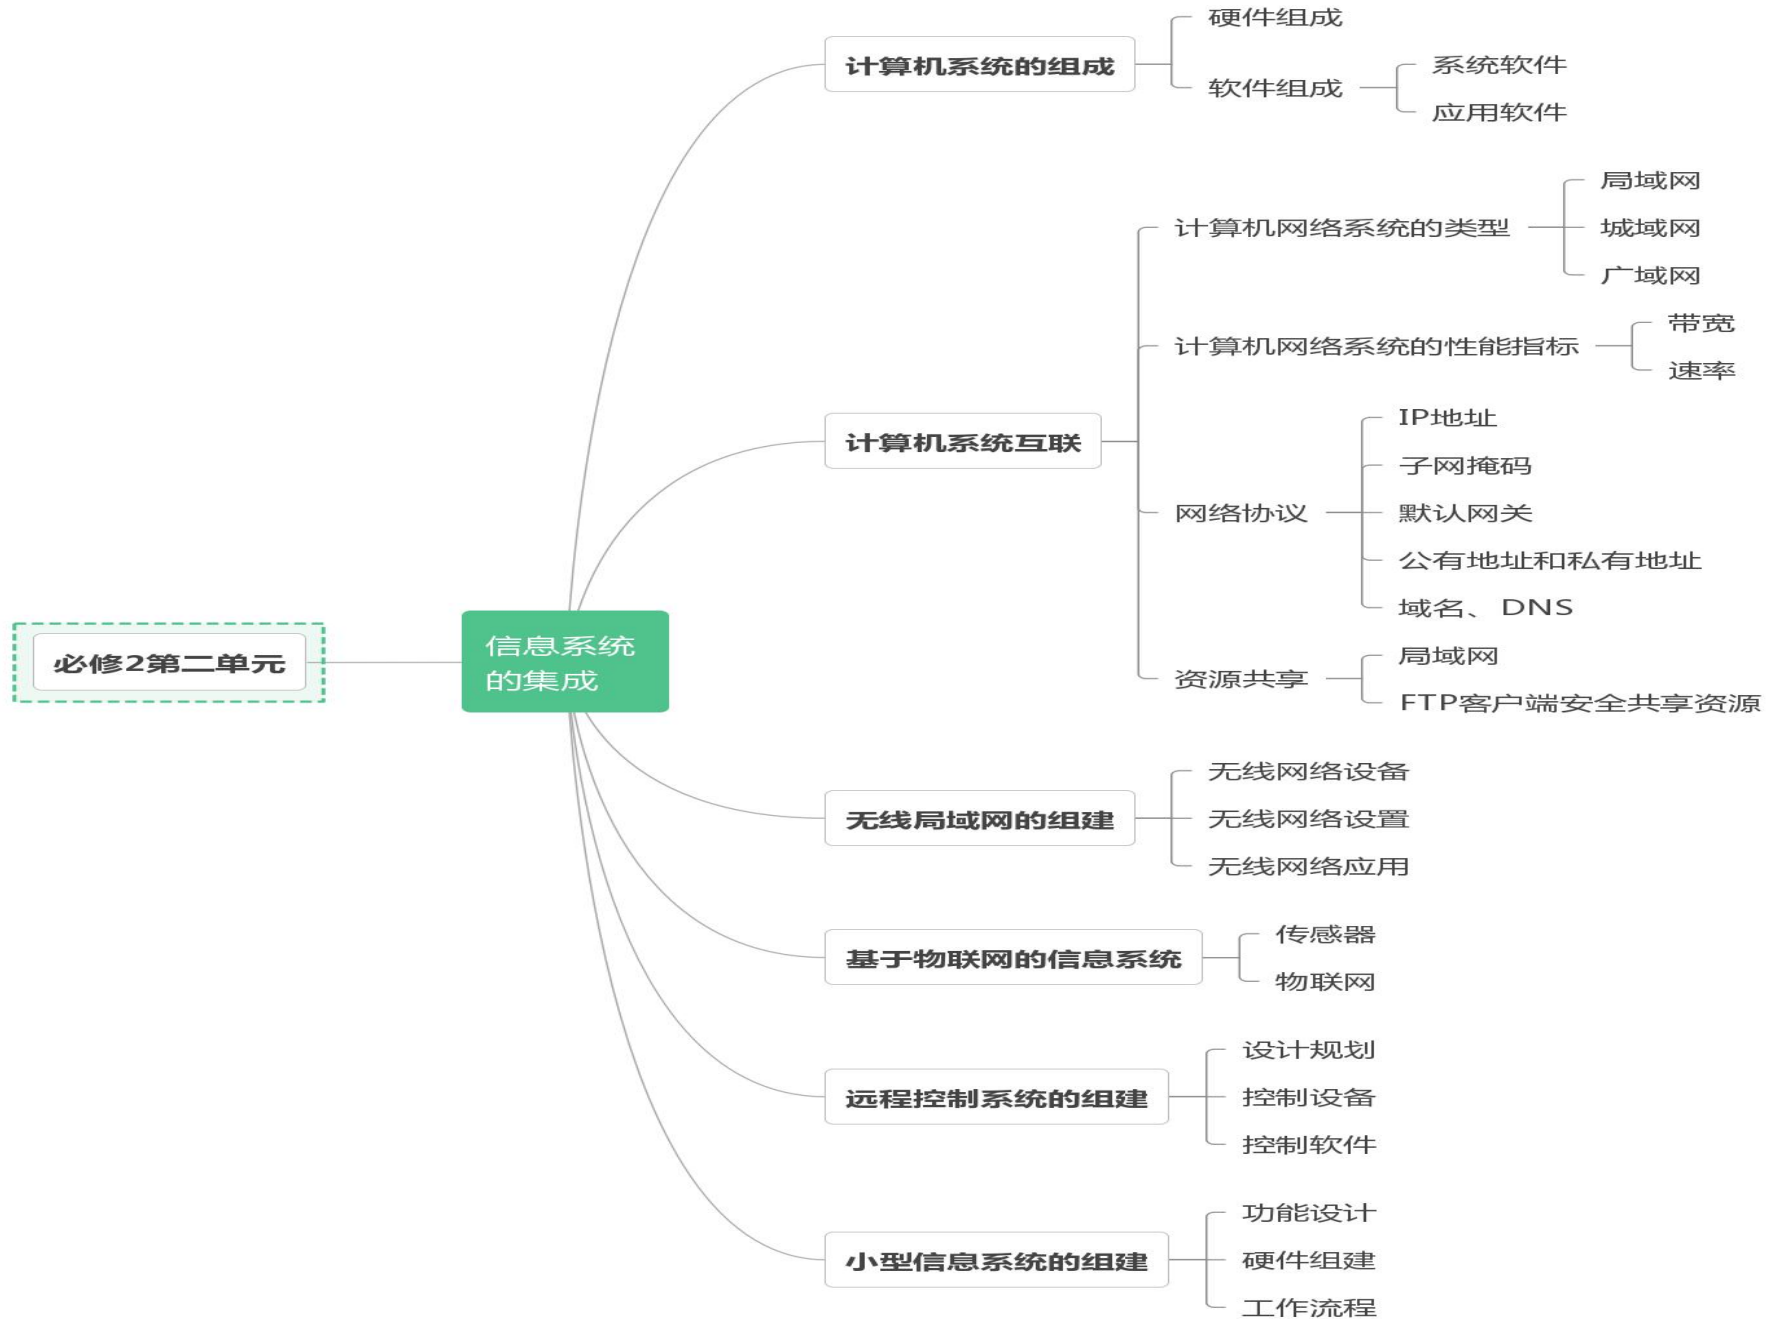 必修2第二单元
信息系统
的集成
计算机系统的组成
硬件组成
软件组成
系统软件
应用软件
计算机系统互联
计算机网络系统的类型
局域网
城域网
广域网
计算机网络系统的性能指标
带宽
速率
网络协议
IP地址
子网掩码
默认网关
公有地址和私有地址
域名、DNS
资源共享
局域网
FTP客户端安全共享资源
无线局域网的组建
无线网络设备
无线网络设置
无线网络应用
基于物联网的信息系统
传感器
物联网
远程控制系统的组建
设计规划
控制设备
控制软件
小型信息系统的组建
功能设计
硬件组建
工作流程